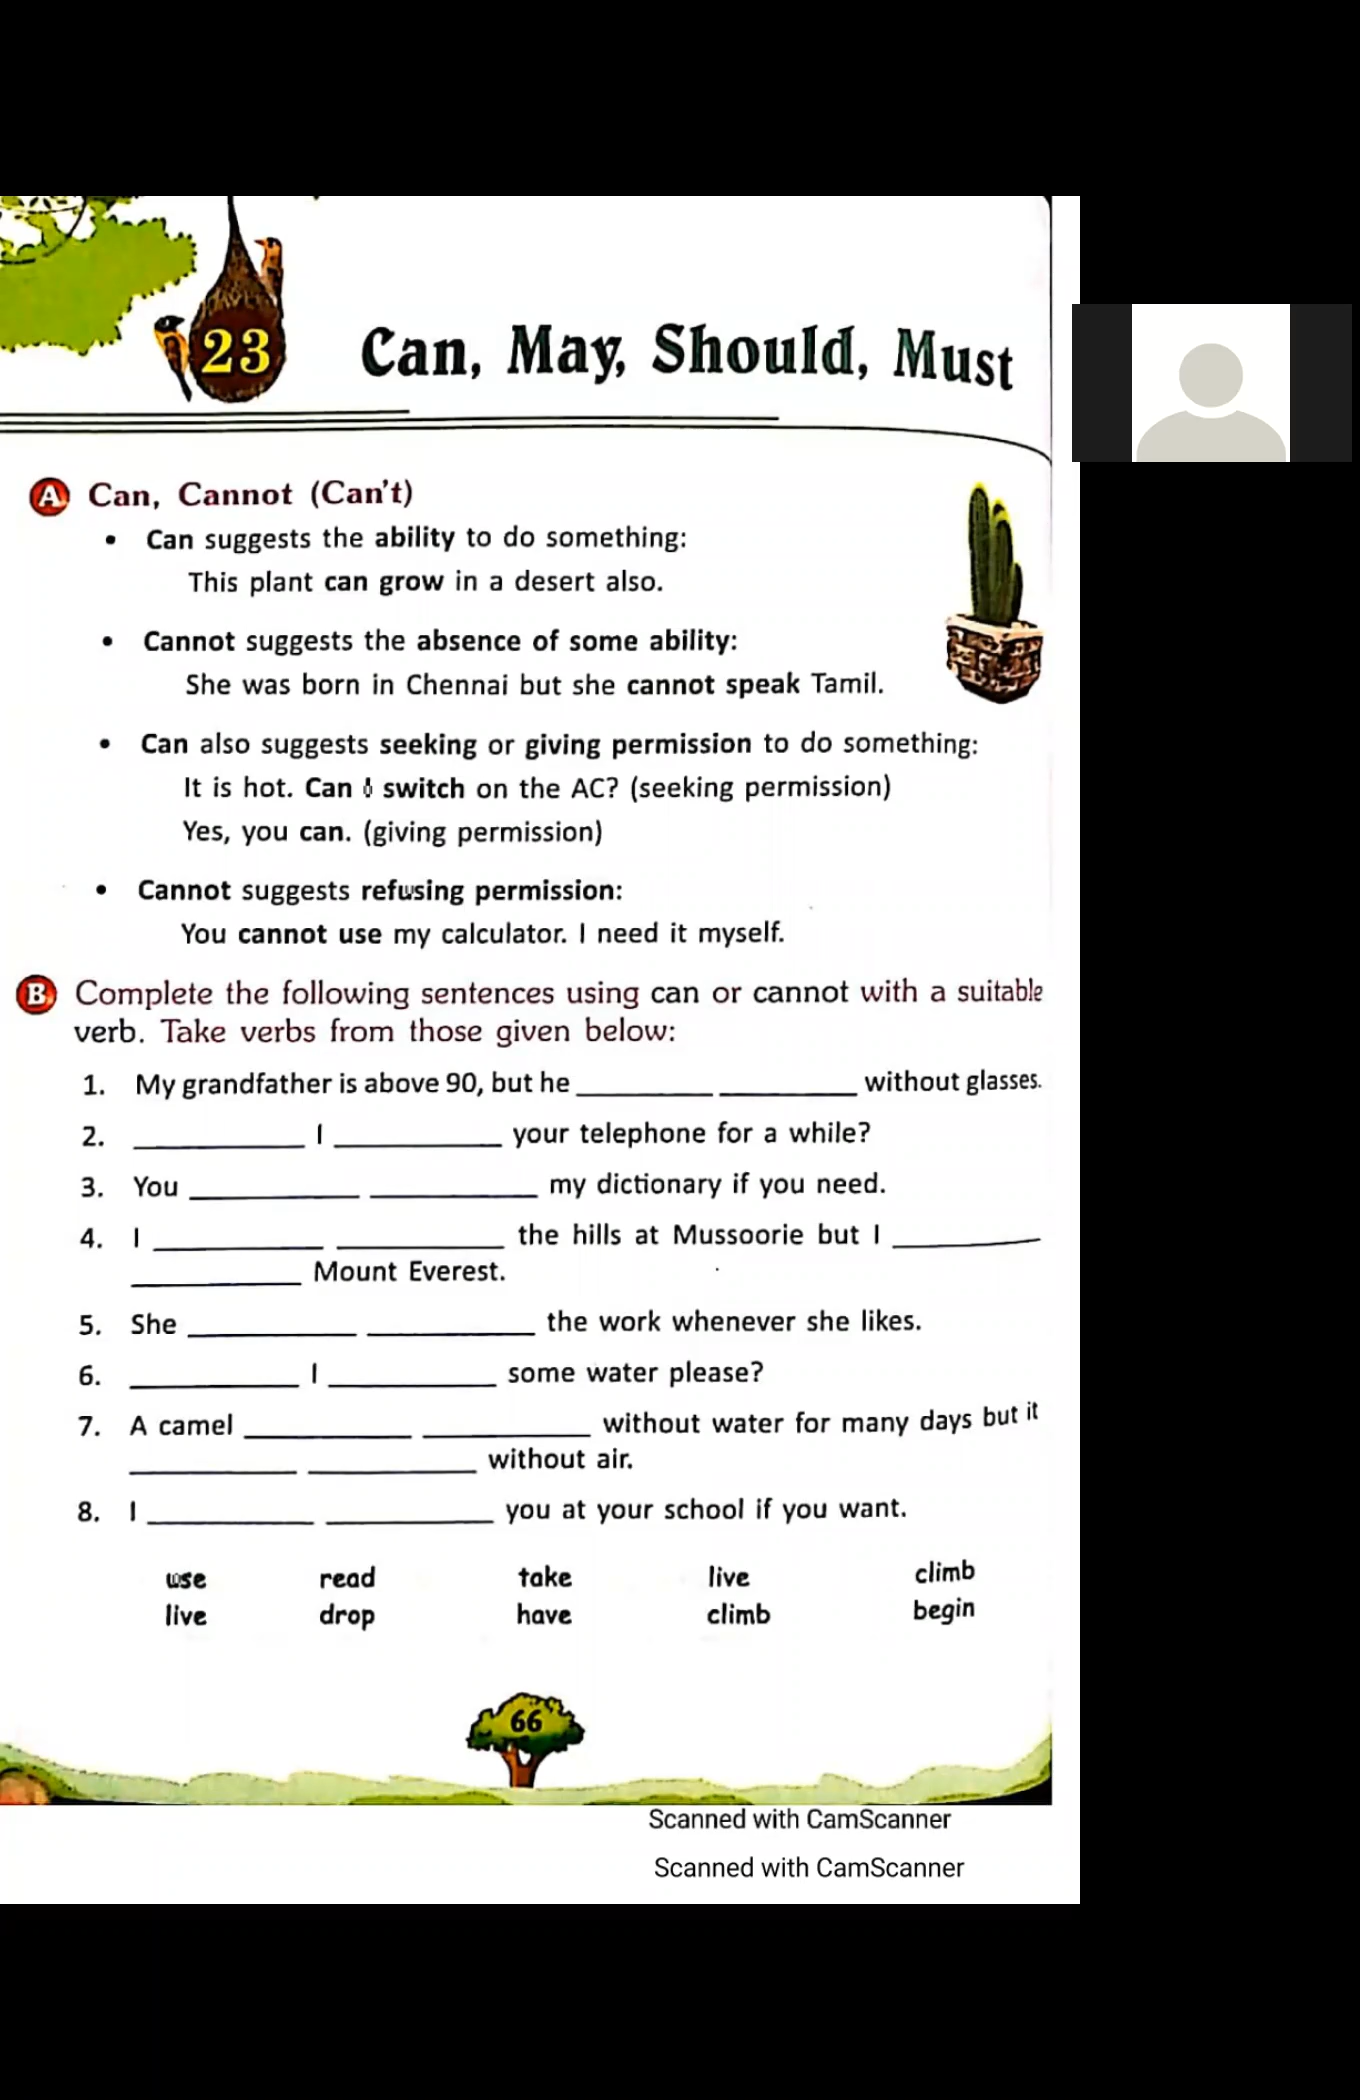 23
Can, May, Should, Must
A Can, Cannot (Can't)
• Can suggests the ability to do something:
This plant can grow in a desert also.
• Cannot suggests the absence of some ability:
She was born in Chennai but she cannot speak Tamil.
• Can also suggests seeking or giving permission to do something:
It is hot. Can I switch on the AC? (seeking permission)
Yes, you can. (giving permission)
• Cannot suggests refusing permission:
You cannot use my calculator. I need it myself.
B Complete the following sentences using can or cannot with a suitable
verb. Take verbs from those given below:
1. My grandfather is above 90, but he ________ ________ without glasses.
2. ________ I ________ your telephone for a while?
3. You ________ ________ my dictionary if you need.
4. I ________ ________ the hills at Mussoorie but I ________
________ Mount Everest.
5. She ________ ________ the work whenever she likes.
6. ________ I ________ some water please?
7. A camel ________ ________ without water for many days but it
________ ________ without air.
8. I ________ ________ you at your school if you want.
use read take live climb
live drop have climb begin
66
Scanned with CamScanner
Scanned with CamScanner